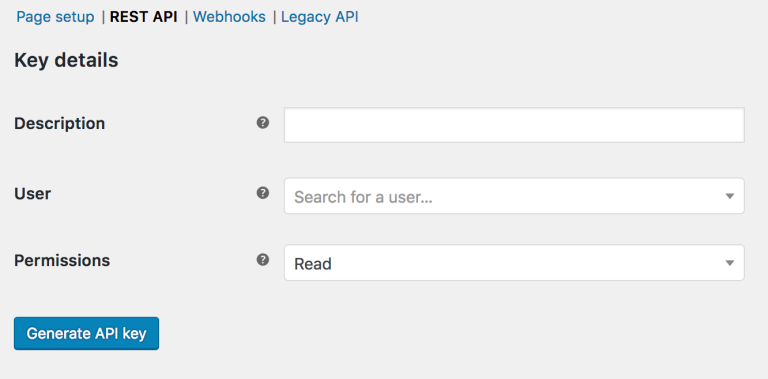 Page setup | REST API | Webhooks | Legacy API
Key details
Description ?
User ? Search for a user...
Permissions ? Read
Generate API key